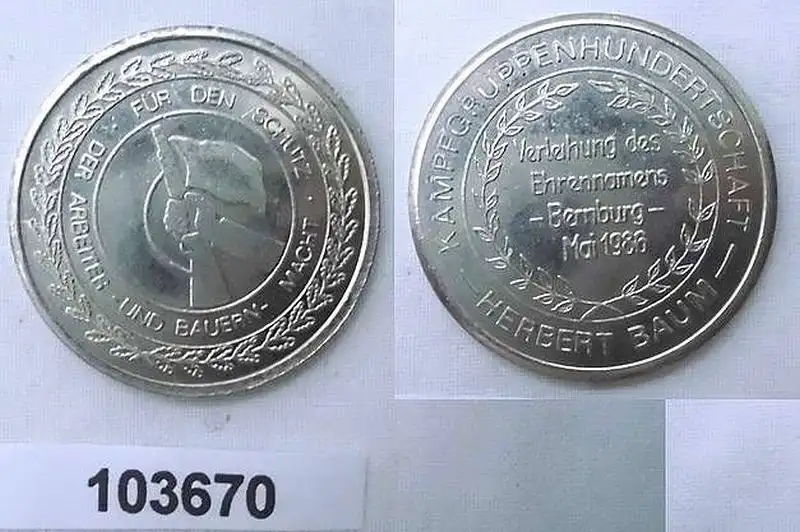 FÜR DEN SCHUTZ · DER ARBEITER -UND BAUERN- MACHT ·
KAMPFGRUPPENHUNDERTSCHAFT
Verleihung des
Ehrennamens
- Bernburg -
Mai 1986
- HERBERT BAUM -
103670